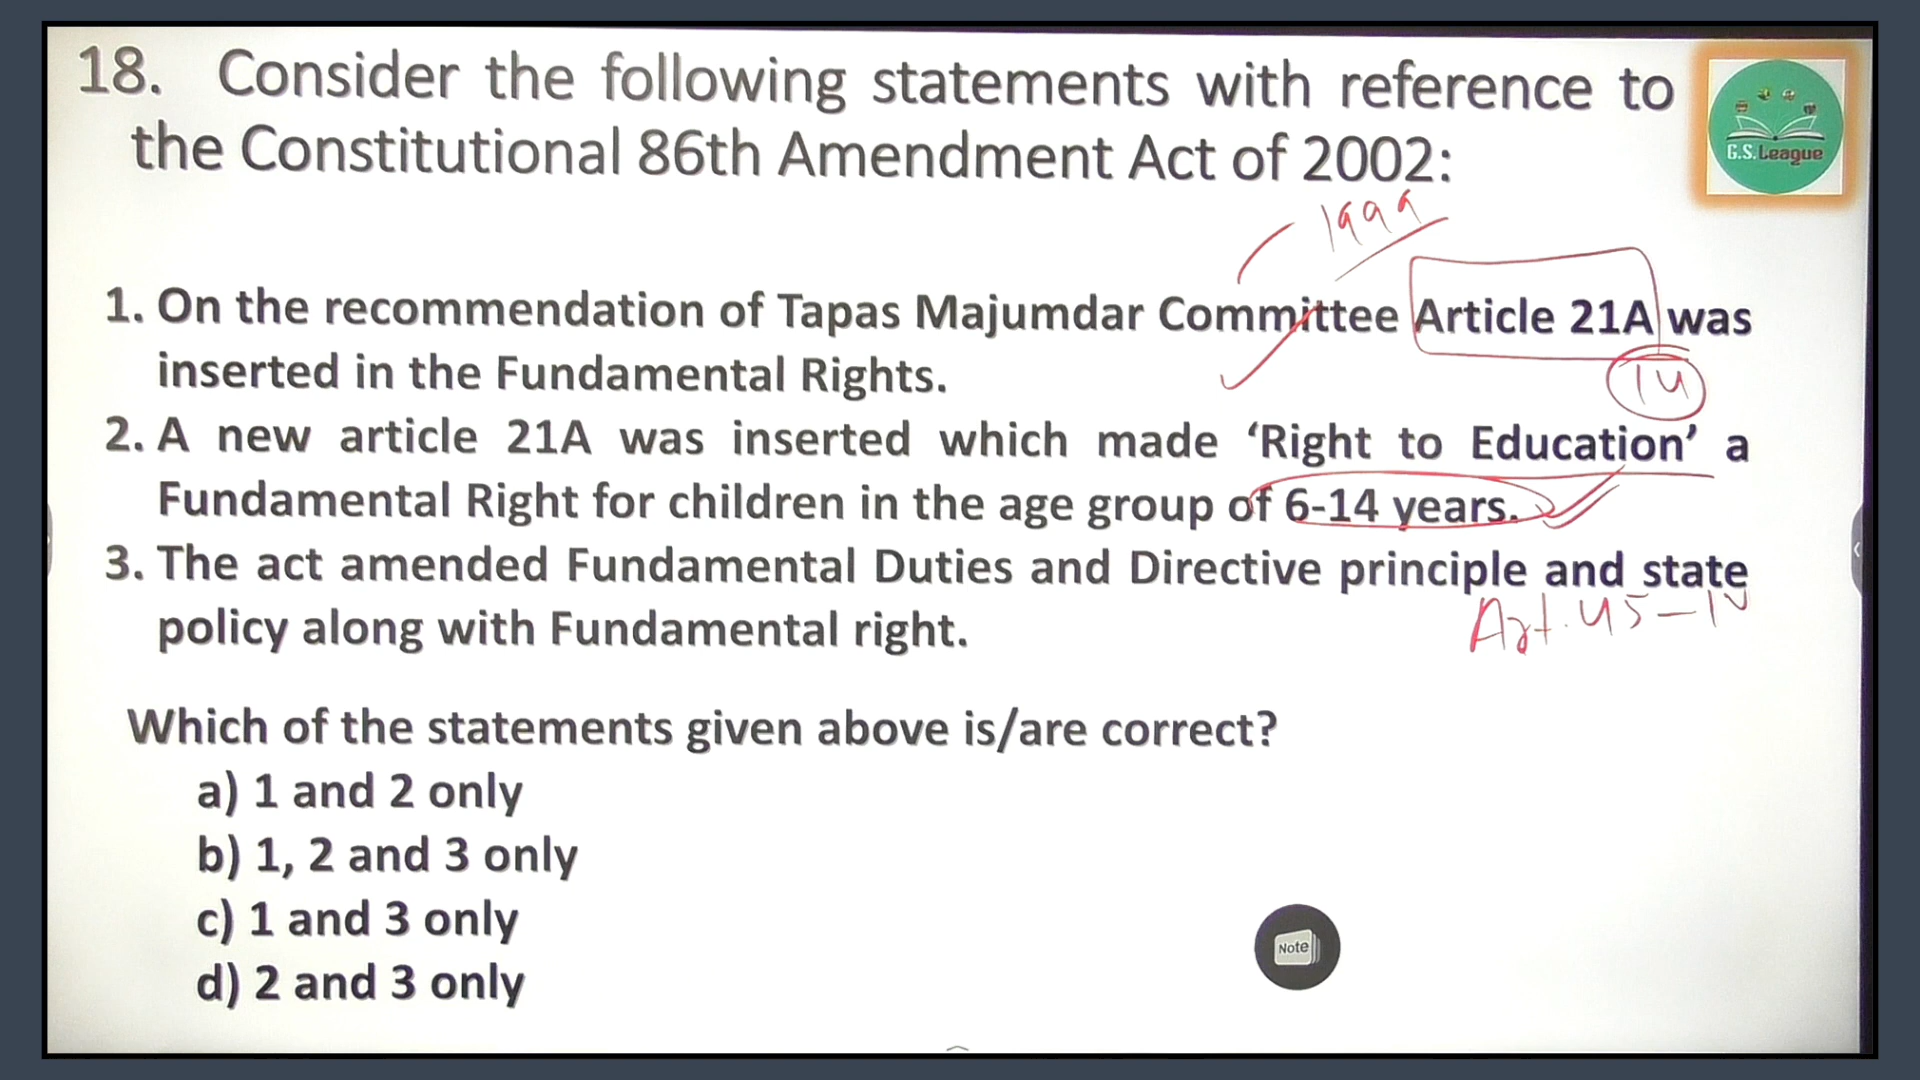 18. Consider the following statements with reference to
the Constitutional 86th Amendment Act of 2002:
G.S.League
1999
1. On the recommendation of Tapas Majumdar Committee Article 21A was
inserted in the Fundamental Rights.
14
2. A new article 21A was inserted which made ‘Right to Education’ a
Fundamental Right for children in the age group of 6-14 years.
3. The act amended Fundamental Duties and Directive principle and state
Art. 45 –
policy along with Fundamental right.
Which of the statements given above is/are correct?
a) 1 and 2 only
b) 1, 2 and 3 only
c) 1 and 3 only
Note
d) 2 and 3 only